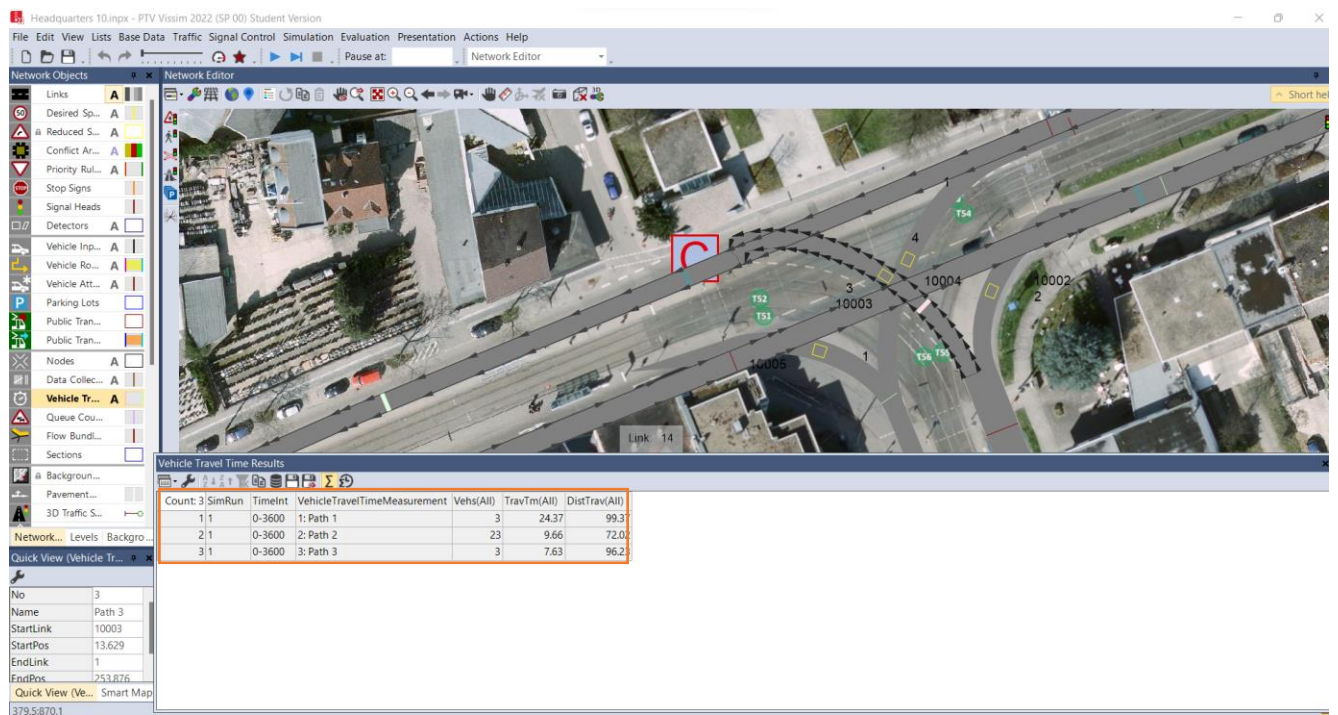 Headquarters 10.inpx - PTV Vissim 2022 (SP 00) Student Version
File Edit View Lists Base Data Traffic Signal Control Simulation Evaluation Presentation Actions Help
Pause at: Network Editor
Network Objects
Network Editor
Links A
Short hel
50 Desired Sp... A
Reduced S... A
Conflict Ar... A
Priority Rul... A
STOP Stop Signs
Signal Heads
Detectors A
Vehicle Inp... A
Vehicle Ro... A
Vehicle Att... A
P Parking Lots
Public Tran...
Public Tran...
Nodes A
Data Collec... A
Vehicle Tr... A
Queue Cou...
Flow Bundl...
Sections
Backgroun...
Pavement...
3D Traffic S...
Network... Levels Backgro...
P
1
TS4
4
C
10004
10002
2
3
10003
TS2
TS1
1
TS6 TS5
10005
Link 14
Vehicle Travel Time Results
Count: 3 SimRun TimeInt VehicleTravelTimeMeasurement Vehs(All) TravTm(All) DistTrav(All)
1 1 0-3600 1: Path 1 3 24.37 99.37
2 1 0-3600 2: Path 2 23 9.66 72.02
3 1 0-3600 3: Path 3 3 7.63 96.23
Quick View (Vehicle Tr...
No 3
Name Path 3
StartLink 10003
StartPos 13.629
EndLink 1
EndPos 253.876
Quick View (Ve... Smart Map
379.5:870.1